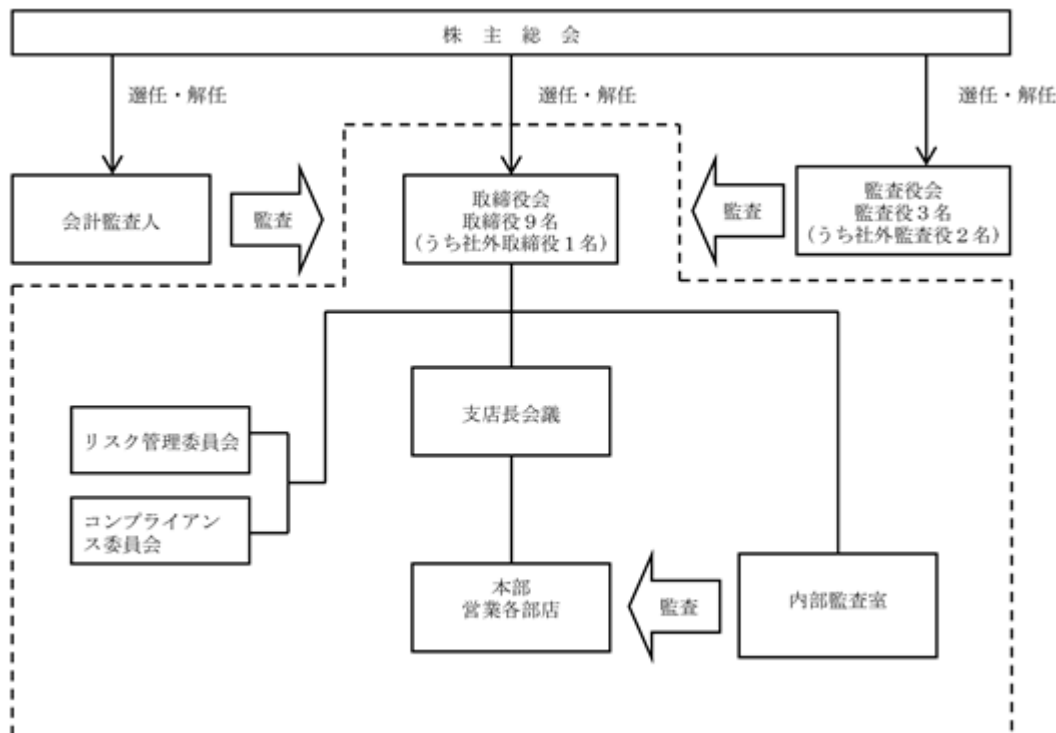 株主総会
選任・解任
選任・解任
選任・解任
会計監査人
監査
取締役会
取締役9名
(うち社外取締役1名)
監査
監査役会
監査役3名
(うち社外監査役2名)
支店長会議
リスク管理委員会
コンプライアン
ス委員会
本部
営業各部店
監査
内部監査室